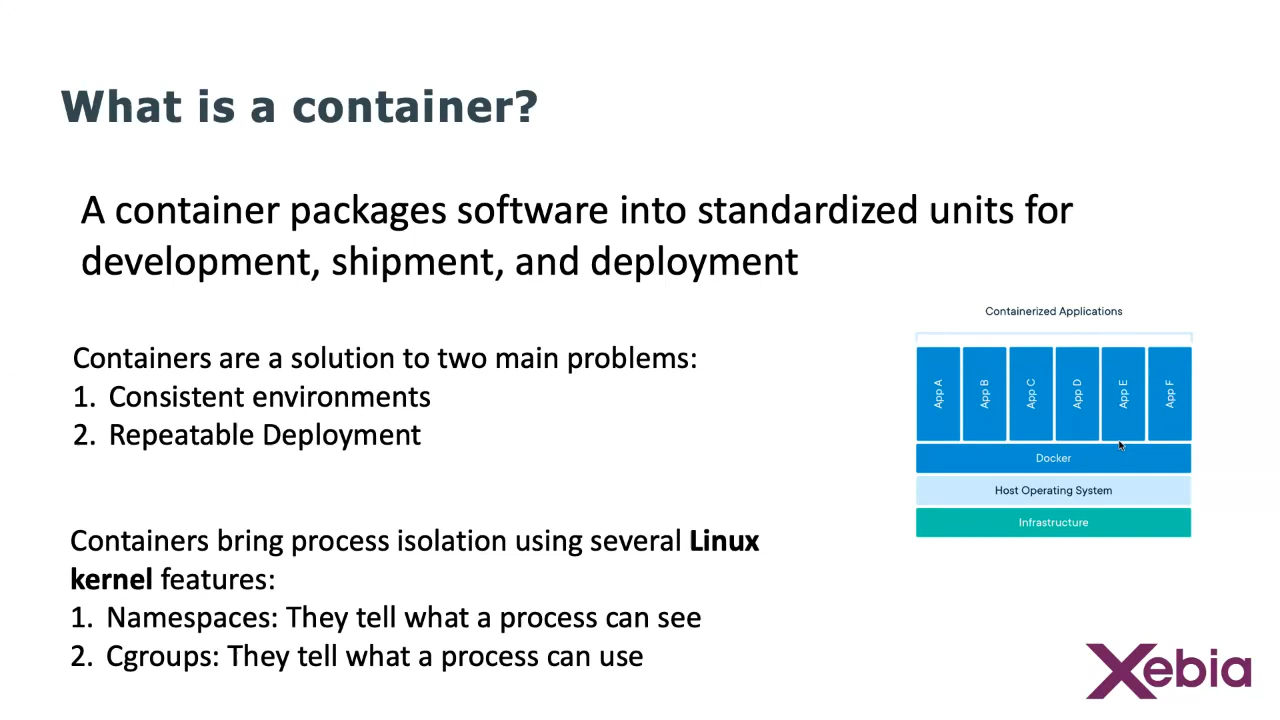 What is a container?
A container packages software into standardized units for
development, shipment, and deployment
Containers are a solution to two main problems:
1. Consistent environments
2. Repeatable Deployment
Containers bring process isolation using several Linux
kernel features:
1. Namespaces: They tell what a process can see
2. Cgroups: They tell what a process can use
Containerized Applications
App A
App B
App C
App D
App E
App F
Docker
Host Operating System
Infrastructure
Xebia